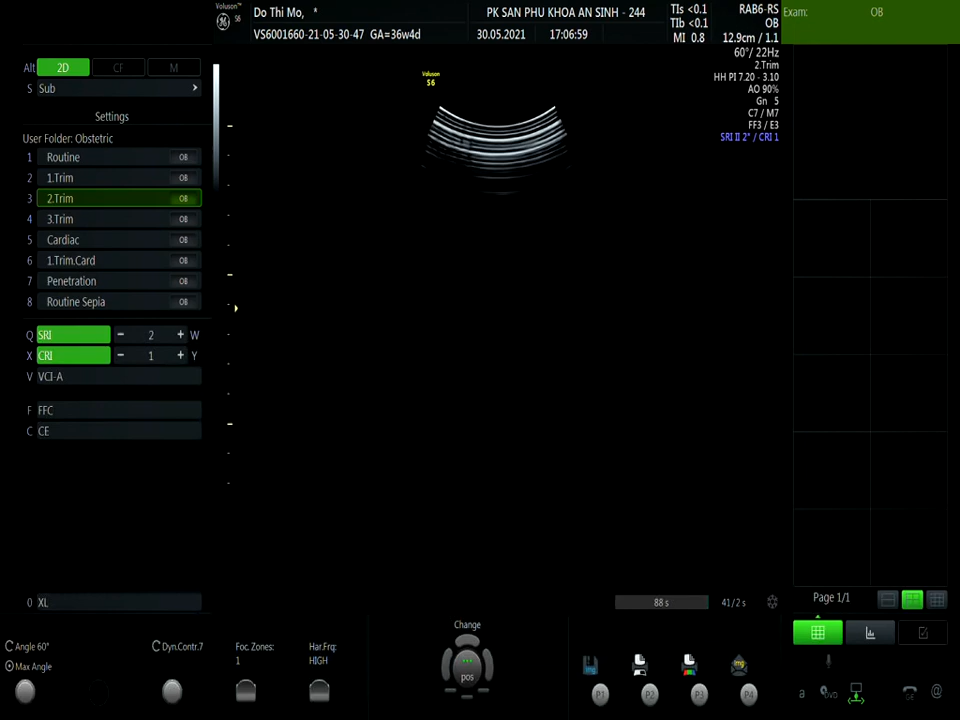 Voluson™
S6
Do Thi Mo, *
PK SAN PHU KHOA AN SINH - 244
VS6001660-21-05-30-47 GA=36w4d
30.05.2021 17:06:59
TIs <0.1
TIb <0.1
MI 0.8
RAB6-RS
OB
12.9cm / 1.1
60°/ 22Hz
2.Trim
HH PI 7.20 - 3.10
AO 90%
Gn 5
C7 / M7
FF3 / E3
SRI II 2" / CRI 1
Exam: OB
Voluson
S6
Alt 2D CF M
S Sub
Settings
User Folder: Obstetric
1 Routine OB
2 1.Trim OB
3 2.Trim OB
4 3.Trim OB
5 Cardiac OB
6 1.Trim.Card OB
7 Penetration OB
8 Routine Sepia OB
Q SRI − 2 + W
X CRI − 1 + Y
V VCI-A
F FFC
C CE
0 XL
Angle 60°
Max Angle
Dyn.Contr.7
Foc. Zones:
1
Har.Frq:
HIGH
Change
pos
88 s
41/2 s
Page 1/1
Img
P1 P2 P3 P4
a DVD @